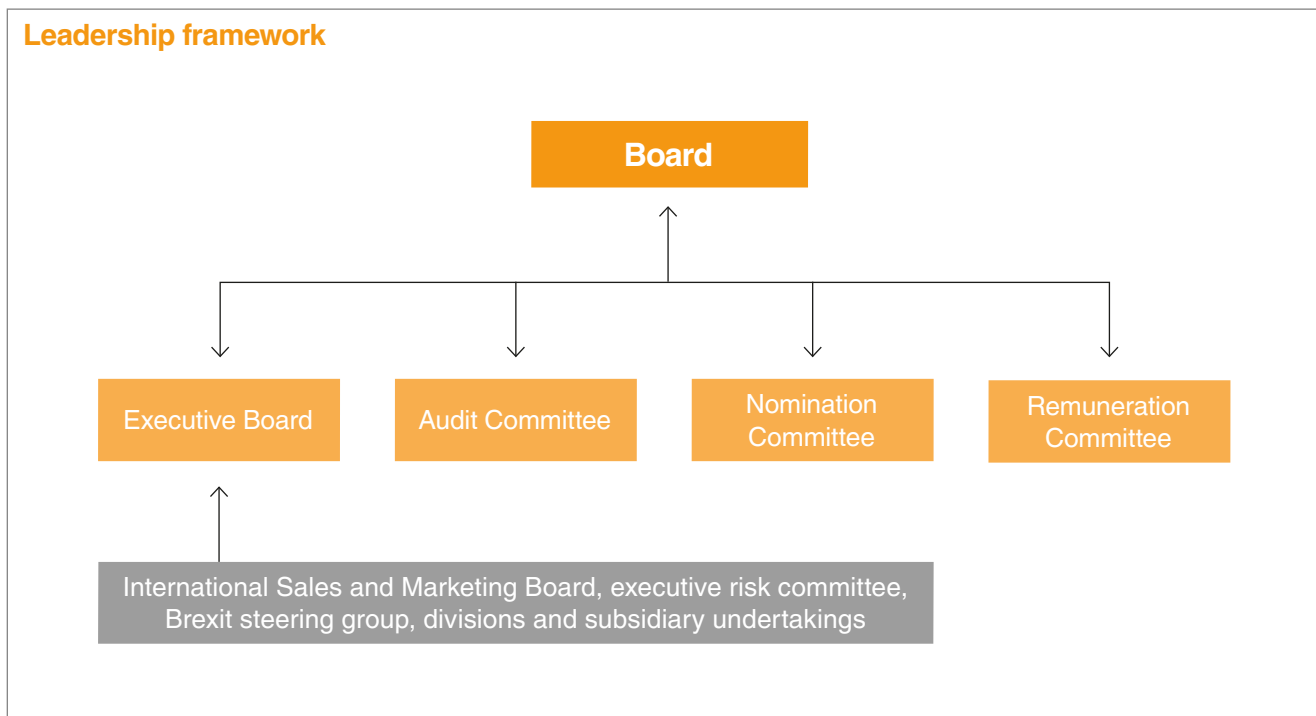 Leadership framework
Board
Executive Board
Audit Committee
Nomination
Committee
Remuneration
Committee
International Sales and Marketing Board, executive risk committee,
Brexit steering group, divisions and subsidiary undertakings